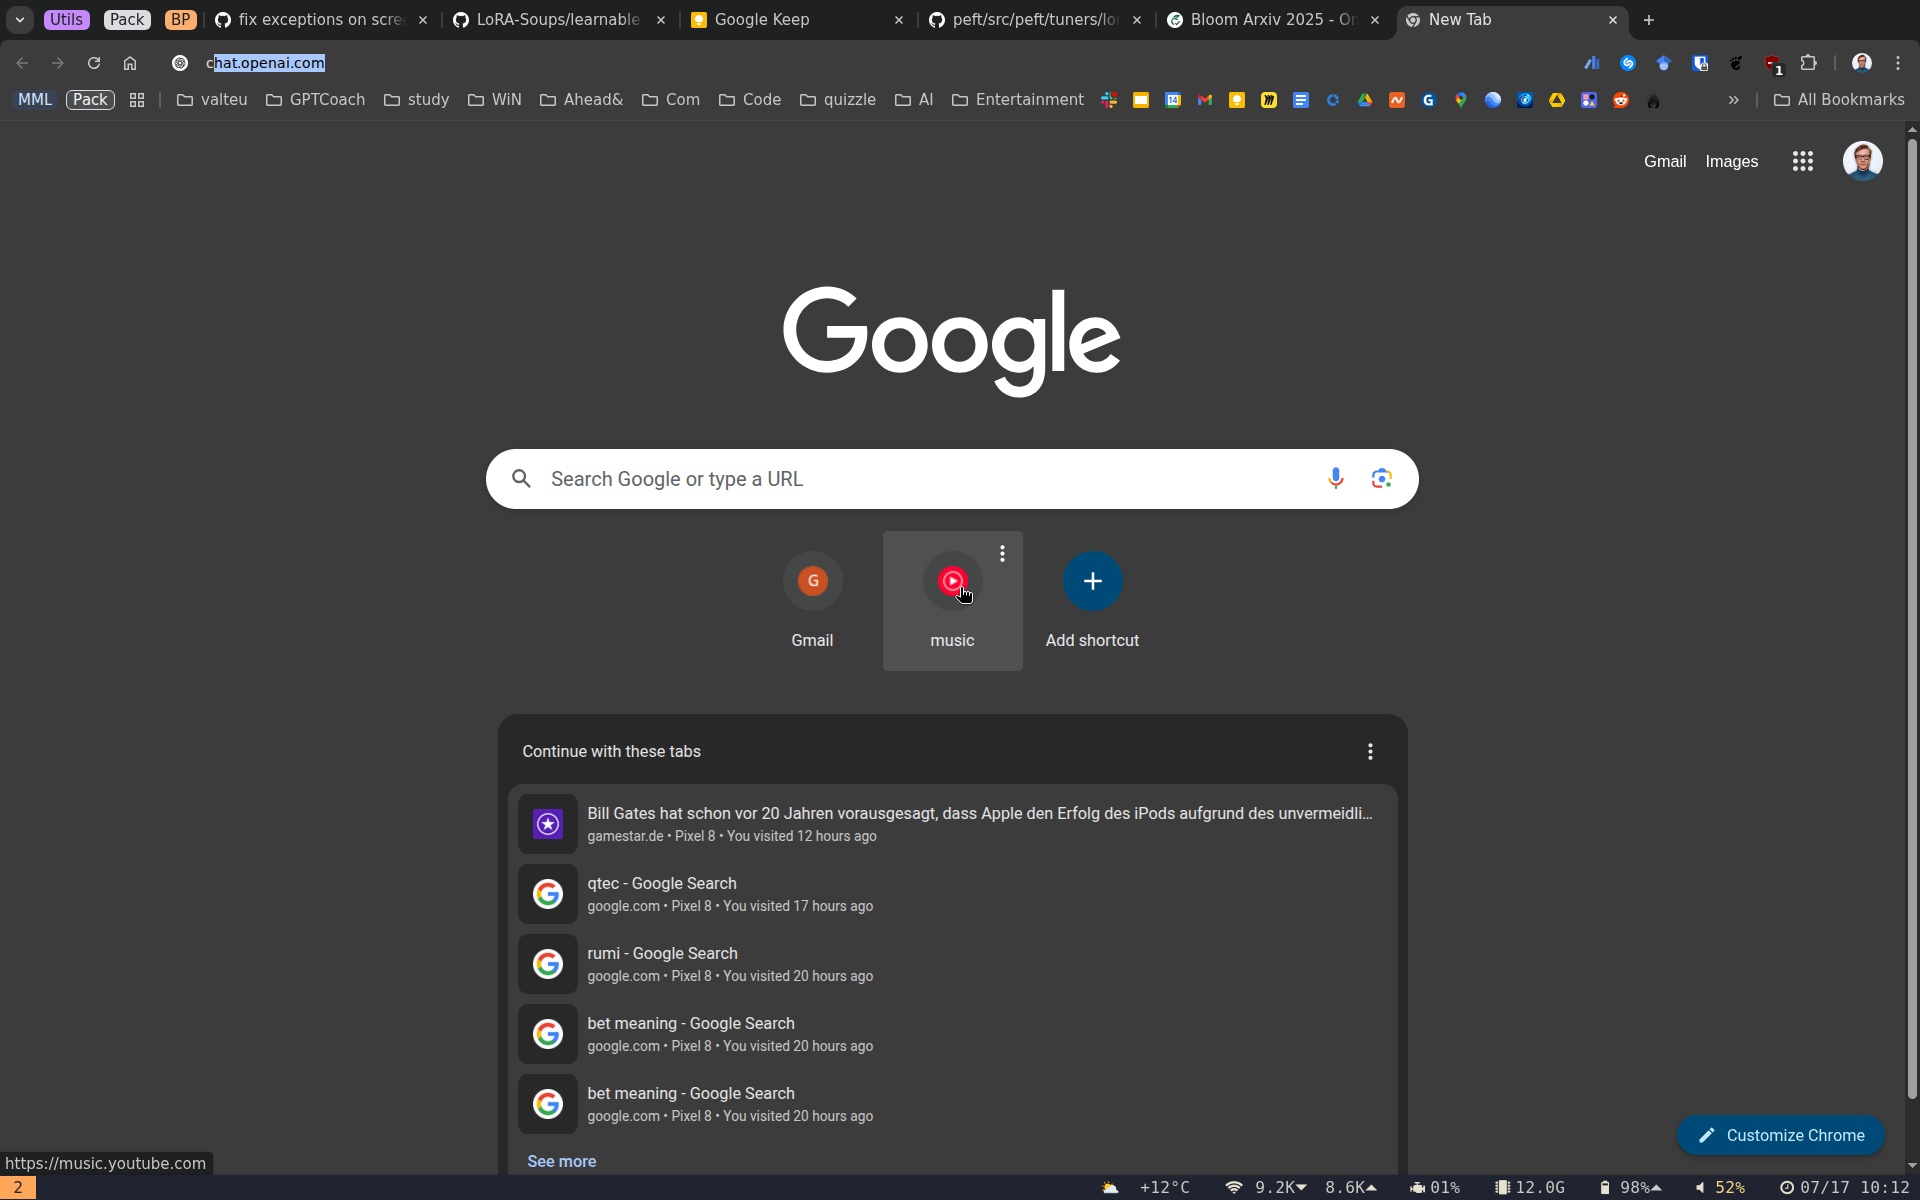 Utils
Pack
BP
fix exceptions on scre
LoRA-Soups/learnable
Google Keep
peft/src/peft/tuners/lo
Bloom Arxiv 2025 - On
New Tab
chat.openai.com
1
MML
Pack
valteu
GPTCoach
study
WiN
Ahead&
Com
Code
quizzle
AI
Entertainment
14
All Bookmarks
Gmail
Images
Google
Search Google or type a URL
G
Gmail
music
Add shortcut
Continue with these tabs
Bill Gates hat schon vor 20 Jahren vorausgesagt, dass Apple den Erfolg des iPods aufgrund des unvermeidli...
gamestar.de • Pixel 8 • You visited 12 hours ago
qtec - Google Search
google.com • Pixel 8 • You visited 17 hours ago
rumi - Google Search
google.com • Pixel 8 • You visited 20 hours ago
bet meaning - Google Search
google.com • Pixel 8 • You visited 20 hours ago
bet meaning - Google Search
google.com • Pixel 8 • You visited 20 hours ago
See more
Customize Chrome
https://music.youtube.com
2
+12°C
9.2K
8.6K
01%
12.0G
98%
52%
07/17 10:12